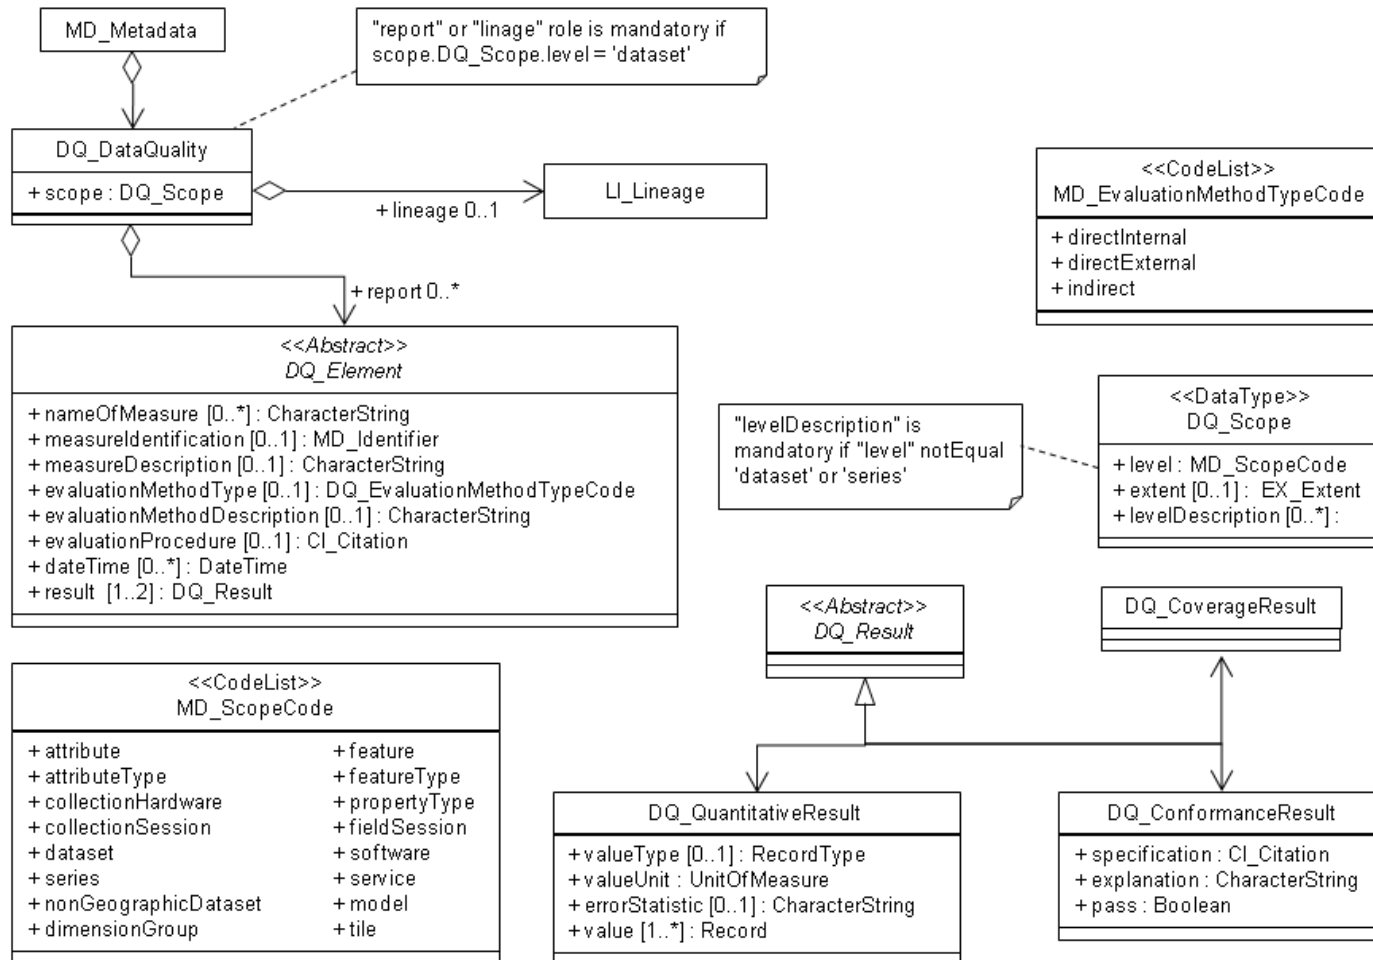 MD_Metadata
"report" or "linage" role is mandatory if
scope.DQ_Scope.level = 'dataset'
DQ_DataQuality
+ scope : DQ_Scope
+ lineage 0..1
LI_Lineage
<<CodeList>>
MD_EvaluationMethodTypeCode
+ directInternal
+ directExternal
+ indirect
+ report 0..*
<<Abstract>>
DQ_Element
+ nameOfMeasure [0..*] : CharacterString
+ measureIdentification [0..1] : MD_Identifier
+ measureDescription [0..1] : CharacterString
+ evaluationMethodType [0..1] : DQ_EvaluationMethodTypeCode
+ evaluationMethodDescription [0..1] : CharacterString
+ evaluationProcedure [0..1] : CI_Citation
+ dateTime [0..*] : DateTime
+ result [1..2] : DQ_Result
"levelDescription" is
mandatory if "level" notEqual
'dataset' or 'series'
<<DataType>>
DQ_Scope
+ level : MD_ScopeCode
+ extent [0..1] : EX_Extent
+ levelDescription [0..*] :
<<Abstract>>
DQ_Result
DQ_CoverageResult
<<CodeList>>
MD_ScopeCode
+ attribute
+ attributeType
+ collectionHardware
+ collectionSession
+ dataset
+ series
+ nonGeographicDataset
+ dimensionGroup
+ feature
+ featureType
+ propertyType
+ fieldSession
+ software
+ service
+ model
+ tile
DQ_QuantitativeResult
+ valueType [0..1] : RecordType
+ valueUnit : UnitOfMeasure
+ errorStatistic [0..1] : CharacterString
+ value [1..*] : Record
DQ_ConformanceResult
+ specification : CI_Citation
+ explanation : CharacterString
+ pass : Boolean